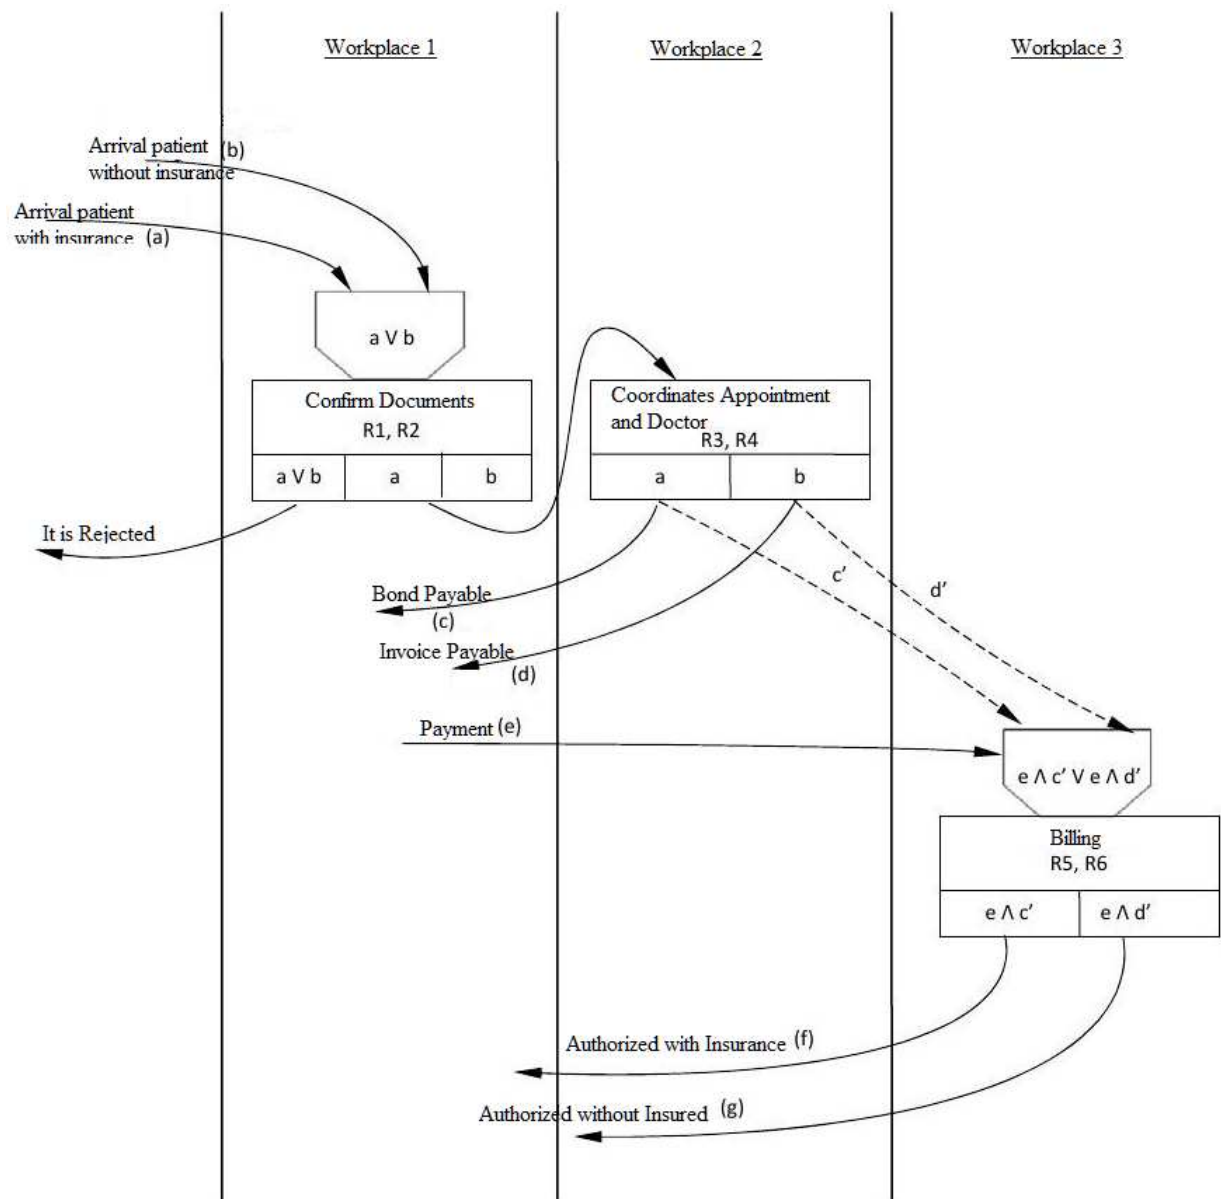 Workplace 1
Workplace 2
Workplace 3
Arrival patient (b)
without insurance
Arrival patient
with insurance (a)
a V b
Confirm Documents
R1, R2
a V b a b
Coordinates Appointment
and Doctor
R3, R4
a b
It is Rejected
Bond Payable
(c)
Invoice Payable
(d)
c’
d’
Payment (e)
e Λ c’ V e Λ d’
Billing
R5, R6
e Λ c’ e Λ d’
Authorized with Insurance (f)
Authorized without Insured (g)